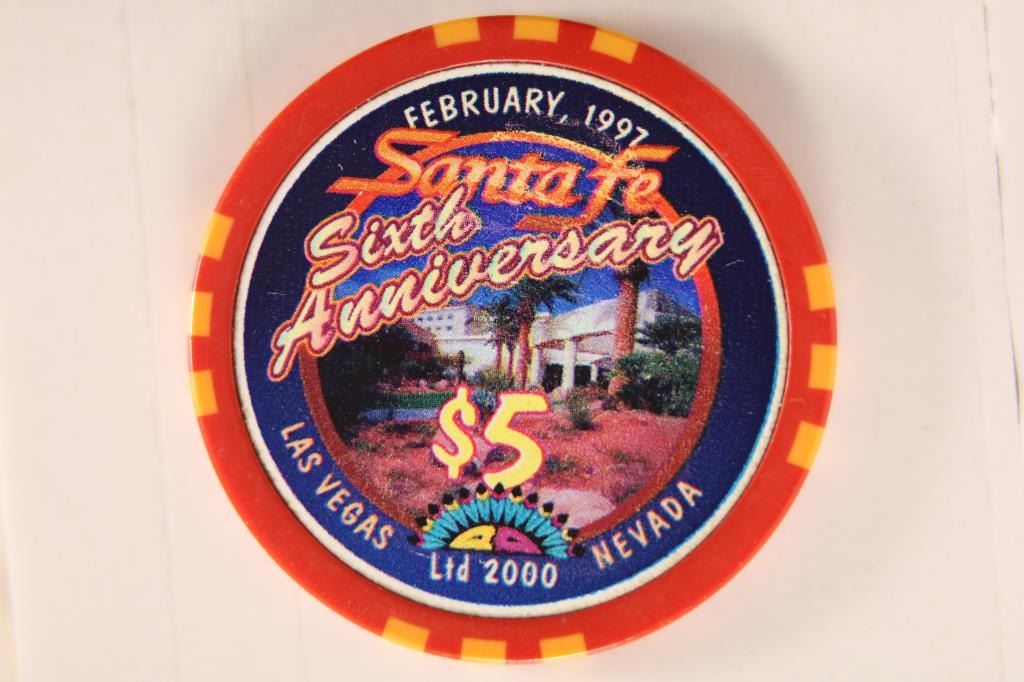 FEBRUARY, 1997
Santa Fe
Sixth
Anniversary
$5
LAS VEGAS
NEVADA
Ltd 2000